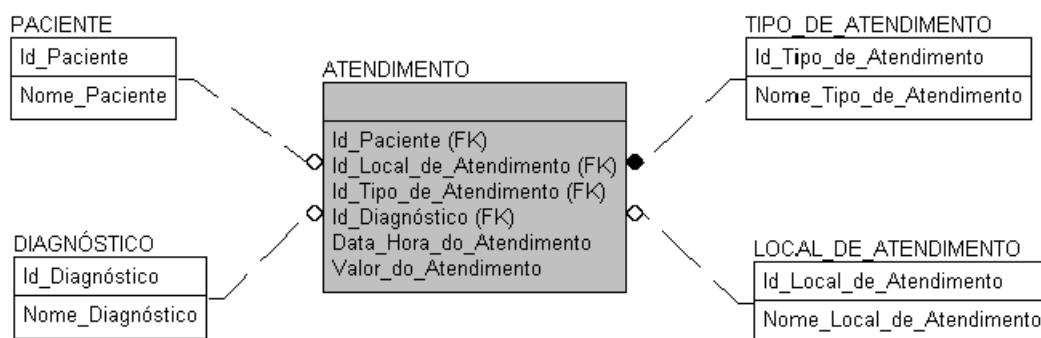 PACIENTE
Id_Paciente
Nome_Paciente
ATENDIMENTO
Id_Paciente (FK)
Id_Local_de_Atendimento (FK)
Id_Tipo_de_Atendimento (FK)
Id_Diagnóstico (FK)
Data_Hora_do_Atendimento
Valor_do_Atendimento
TIPO_DE_ATENDIMENTO
Id_Tipo_de_Atendimento
Nome_Tipo_de_Atendimento
DIAGNÓSTICO
Id_Diagnóstico
Nome_Diagnóstico
LOCAL_DE_ATENDIMENTO
Id_Local_de_Atendimento
Nome_Local_de_Atendimento